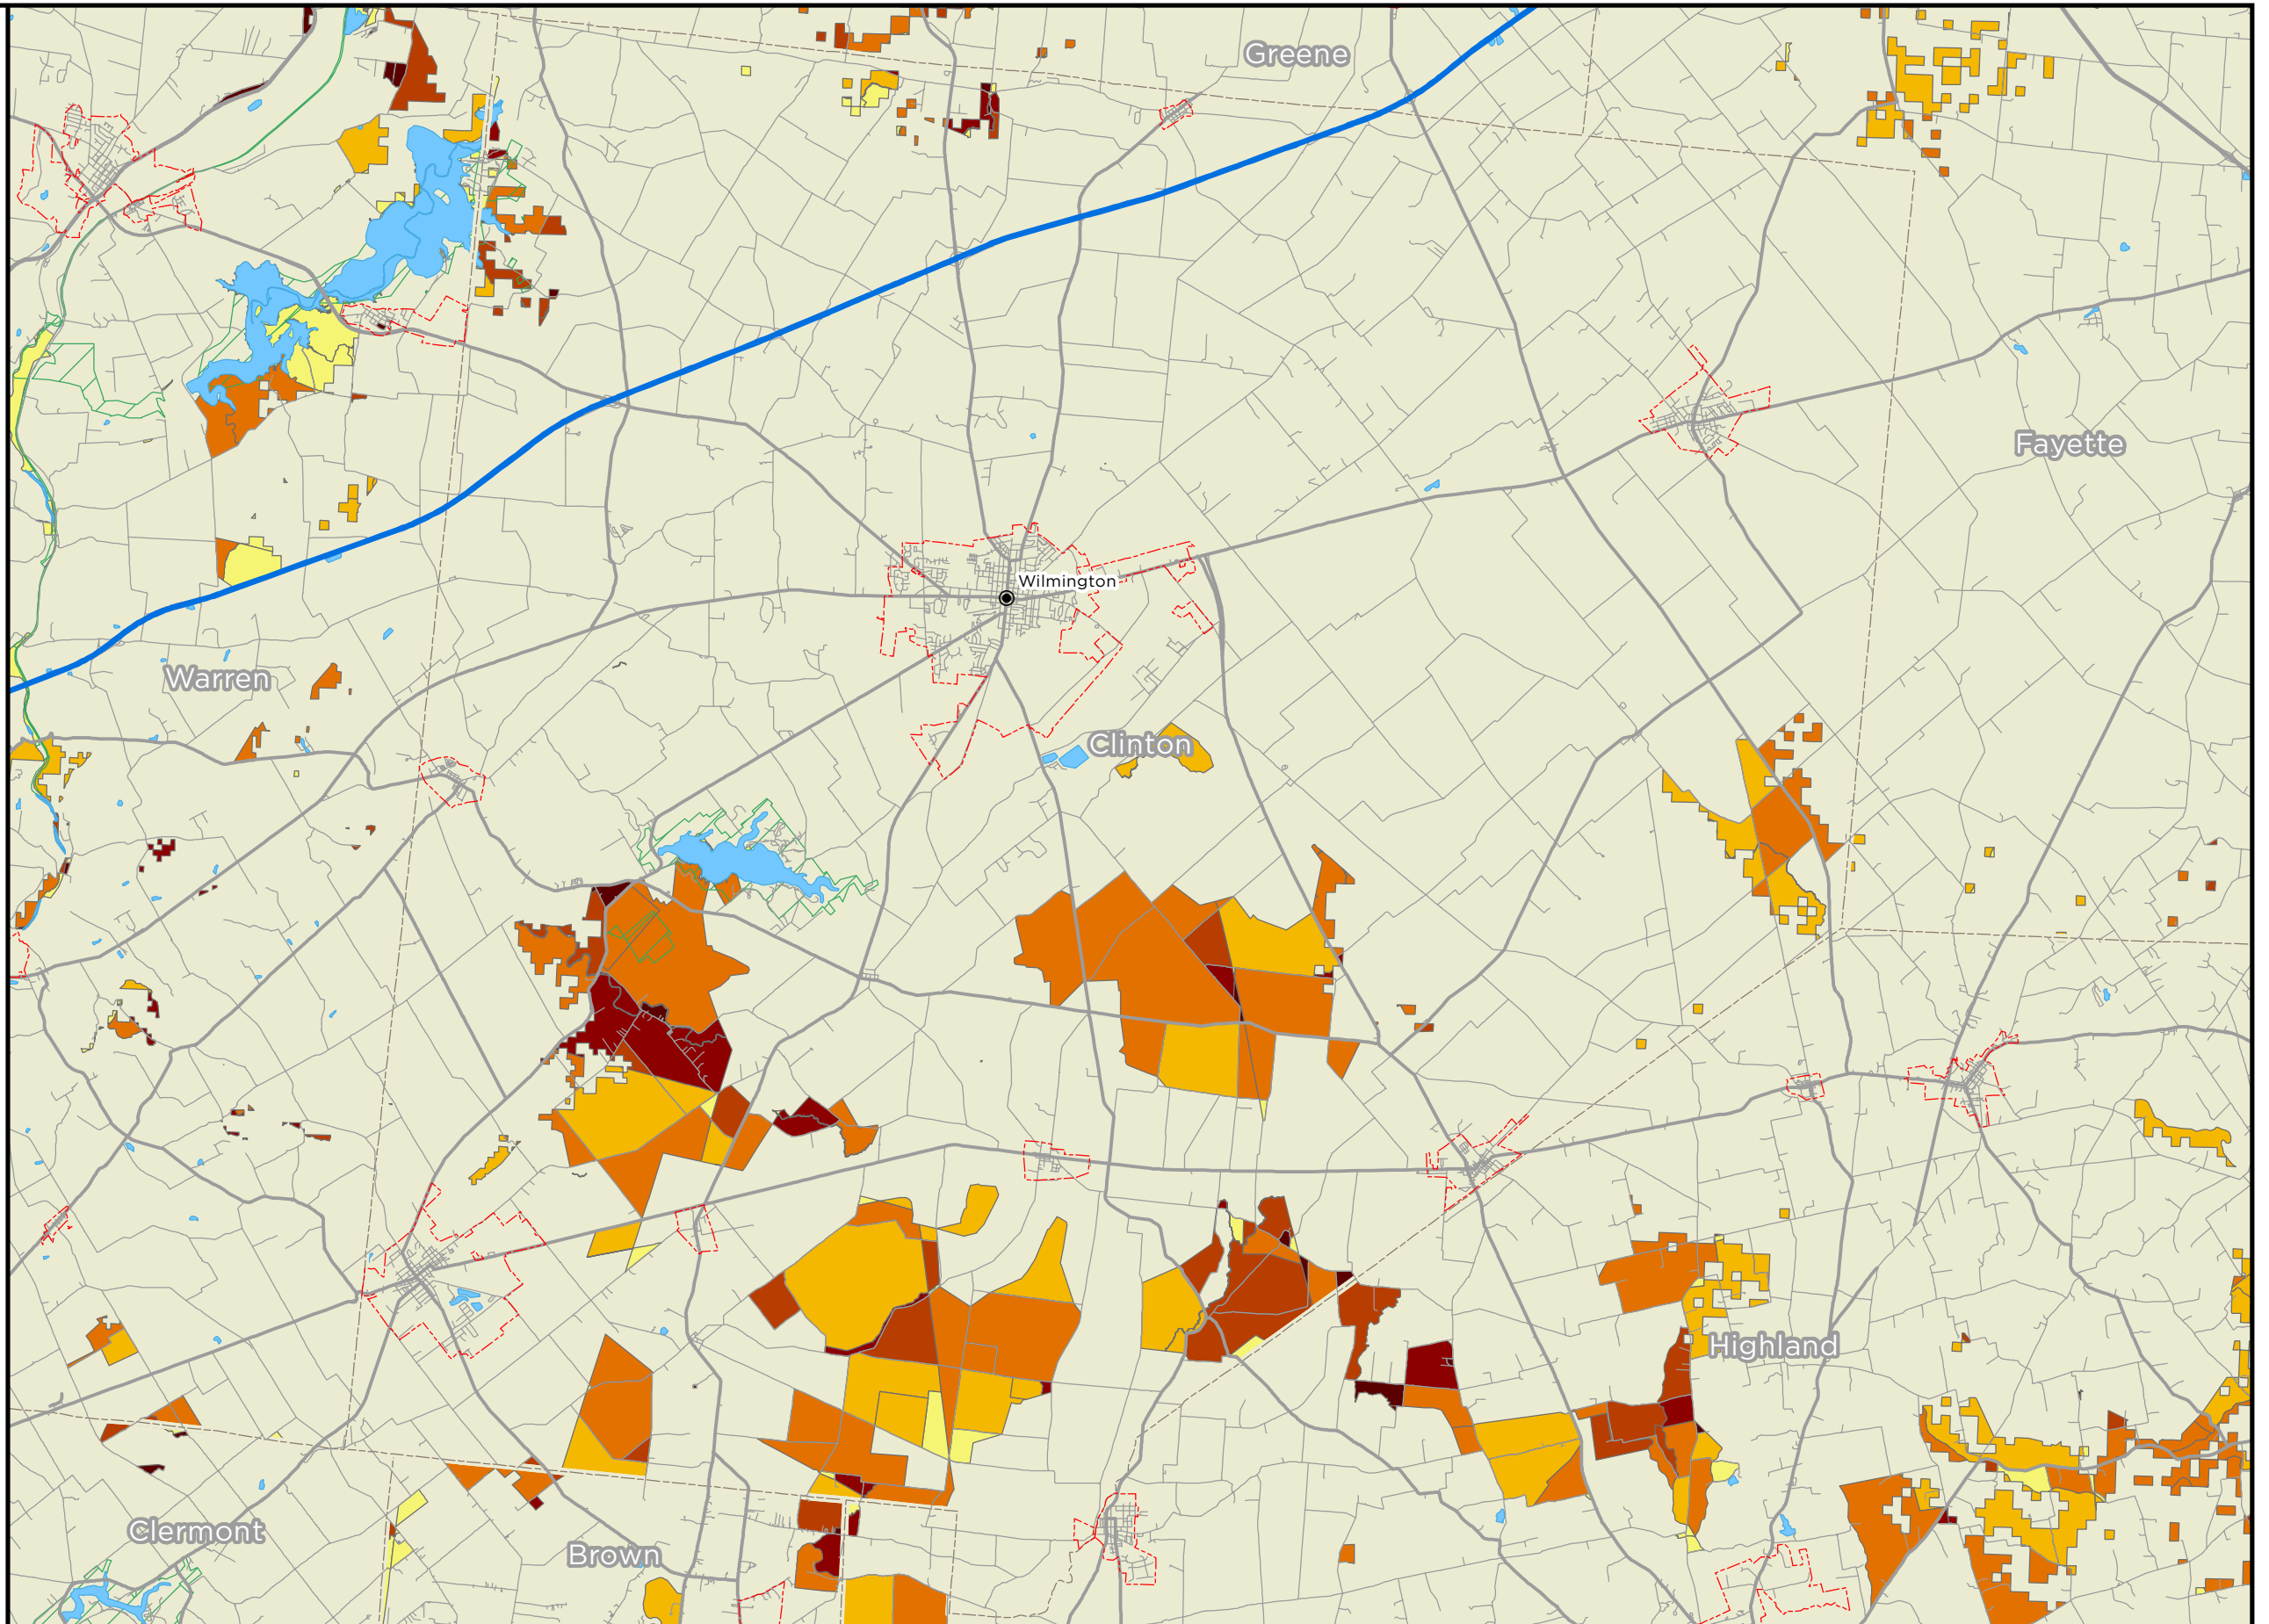 Greene
Fayette
Wilmington
Warren
Clinton
Highland
Clermont
Brown